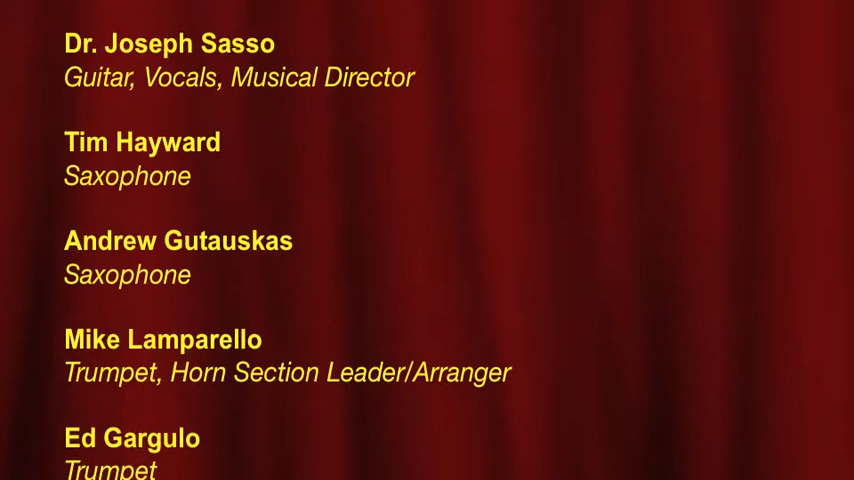 Dr. Joseph Sasso
Guitar, Vocals, Musical Director
Tim Hayward
Saxophone
Andrew Gutauskas
Saxophone
Mike Lamparello
Trumpet, Horn Section Leader/Arranger
Ed Gargulo
Trumpet